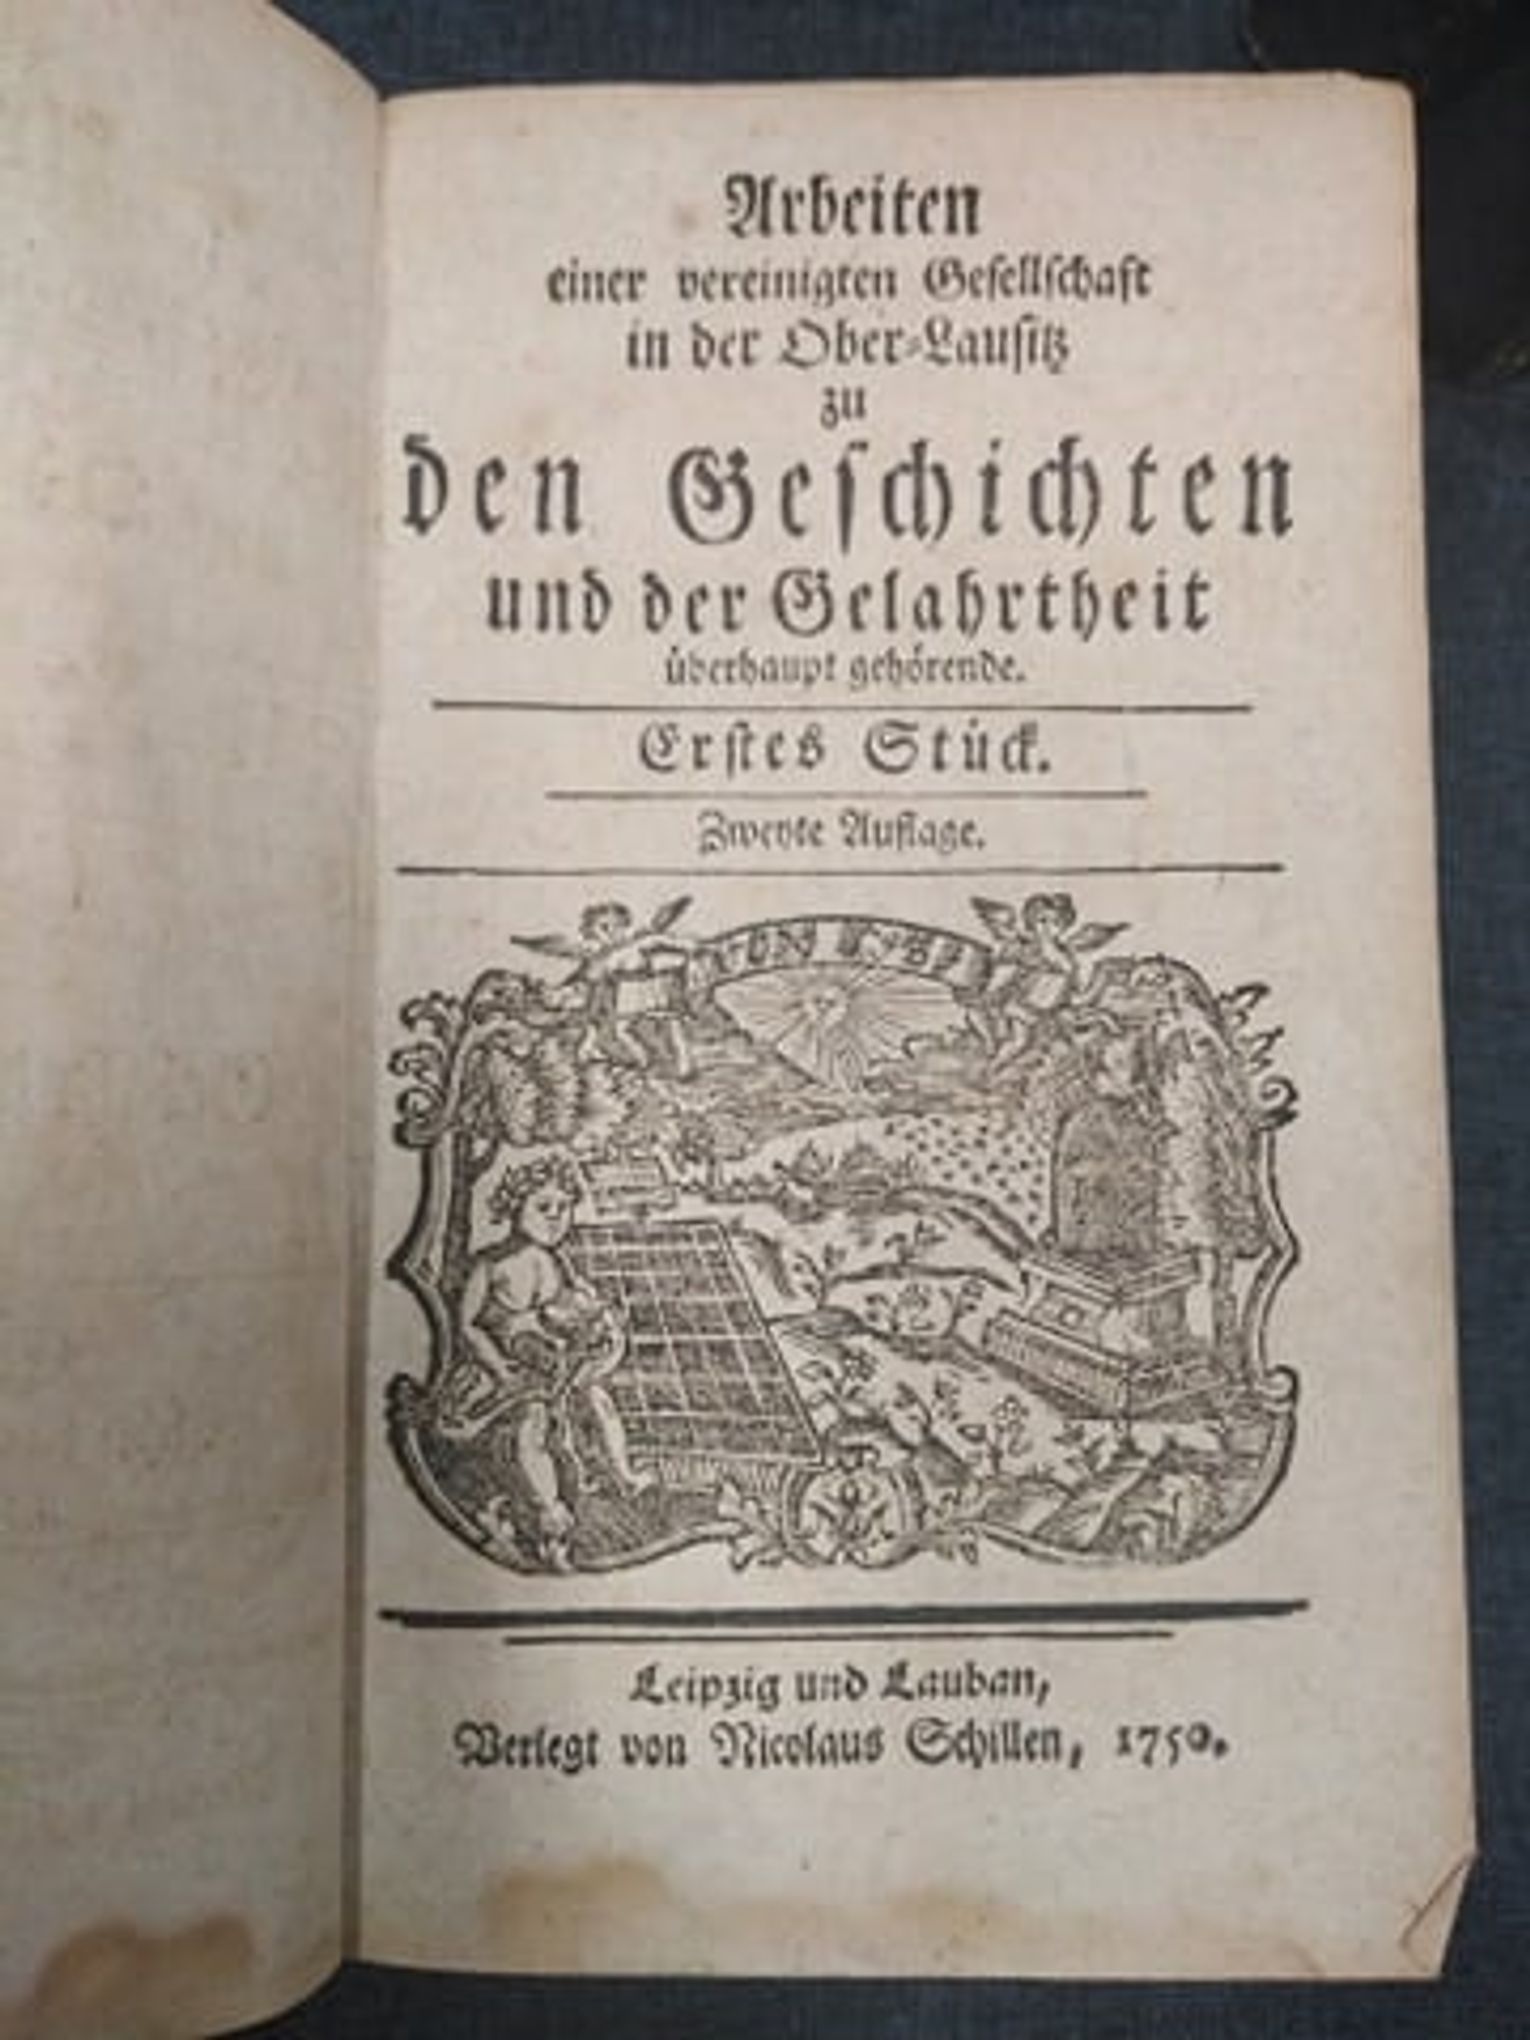 Arbeiten
einer vereinigten Geſellſchaft
in der Ober-Lauſitz
zu
den Geſchichten
und der Gelahrtheit
überhaupt gehörende.
Erſtes Stück.
Zweyte Auflage.
Leipzig und Lauban,
Verlegt von Nicolaus Schillen, 1750.